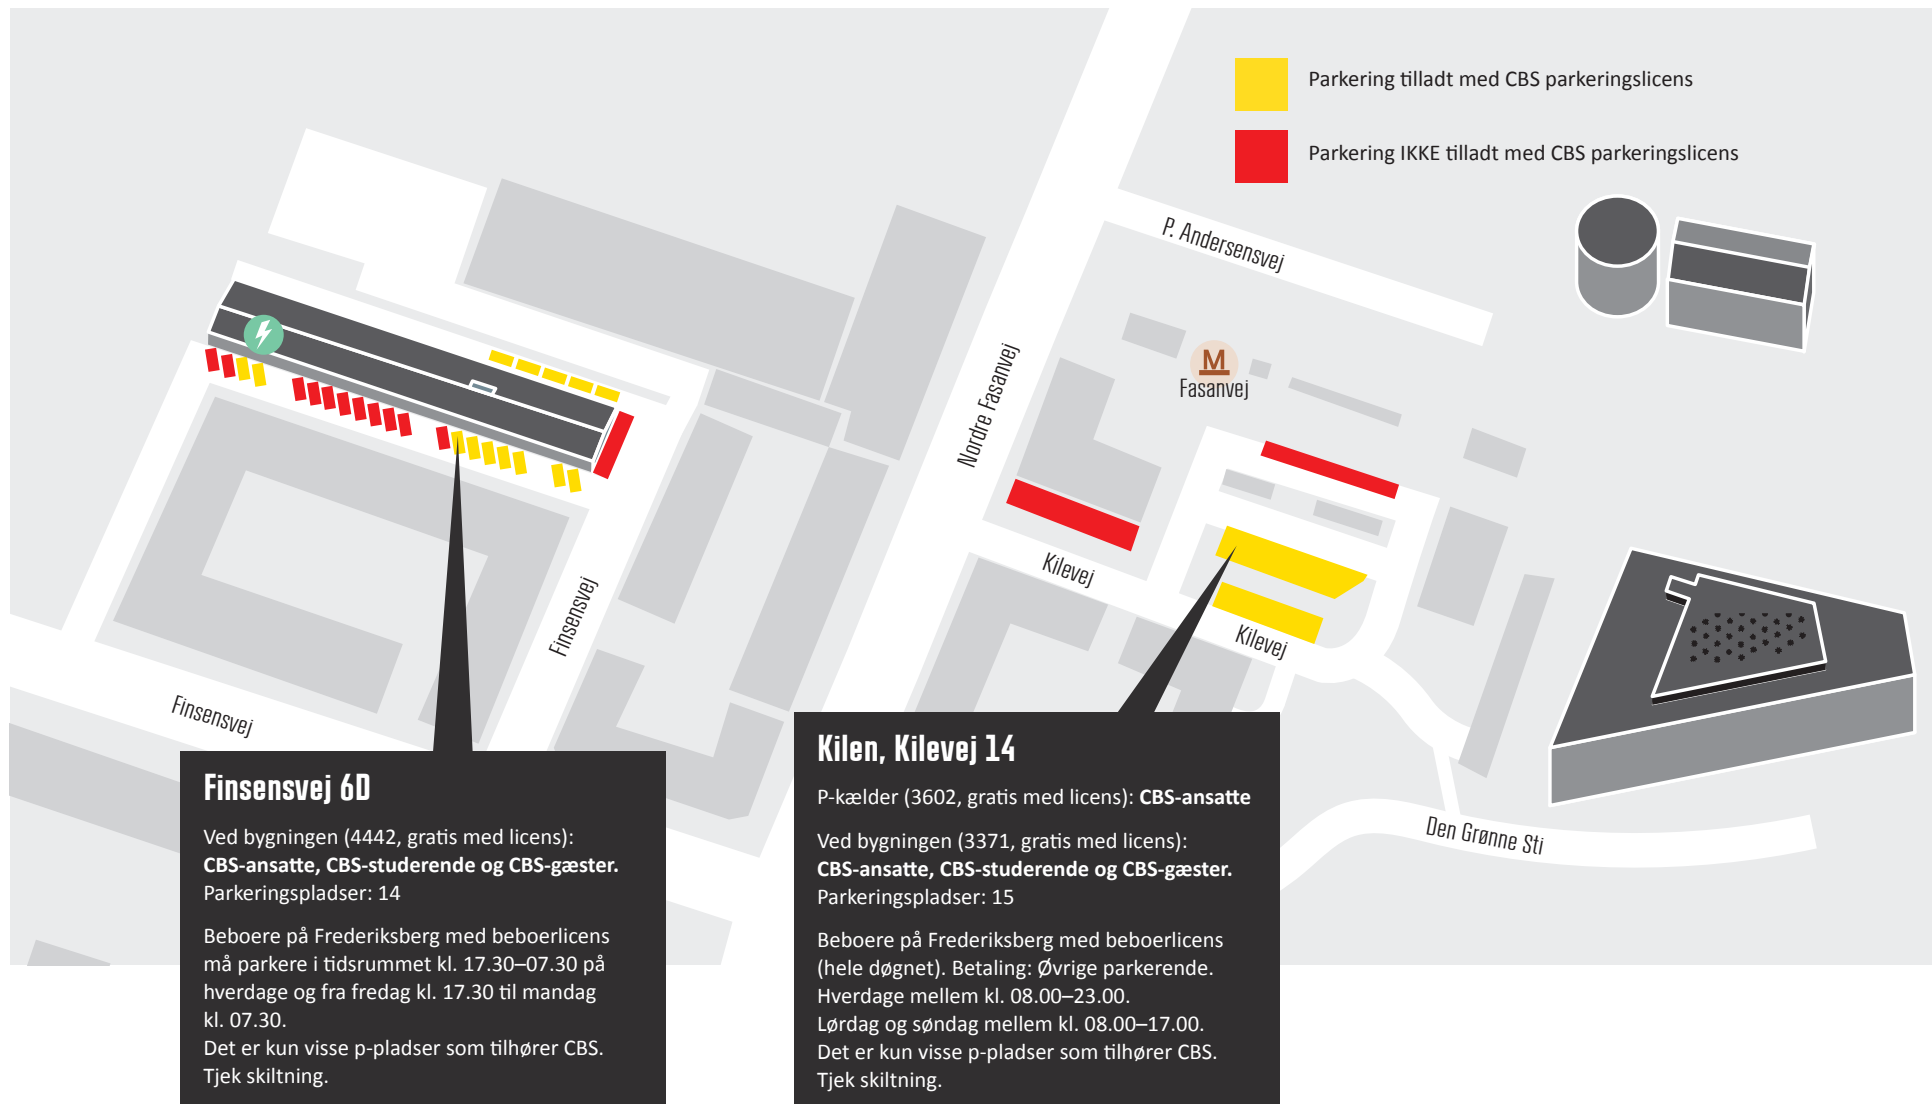 Parkering tilladt med CBS parkeringslicens
Parkering IKKE tilladt med CBS parkeringslicens
P. Andersensvej
M
Fasanvej
Nordre Fasanvej
Kilevej
Kilevej
Finsensvej
Finsensvej
Den Grønne Sti
Finsensvej 6D
Ved bygningen (4442, gratis med licens):
CBS-ansatte, CBS-studerende og CBS-gæster.
Parkeringspladser: 14
Beboere på Frederiksberg med beboerlicens
må parkere i tidsrummet kl. 17.30–07.30 på
hverdage og fra fredag kl. 17.30 til mandag
kl. 07.30.
Det er kun visse p-pladser som tilhører CBS.
Tjek skiltning.
Kilen, Kilevej 14
P-kælder (3602, gratis med licens): CBS-ansatte
Ved bygningen (3371, gratis med licens):
CBS-ansatte, CBS-studerende og CBS-gæster.
Parkeringspladser: 15
Beboere på Frederiksberg med beboerlicens
(hele døgnet). Betaling: Øvrige parkerende.
Hverdage mellem kl. 08.00–23.00.
Lørdag og søndag mellem kl. 08.00–17.00.
Det er kun visse p-pladser som tilhører CBS.
Tjek skiltning.